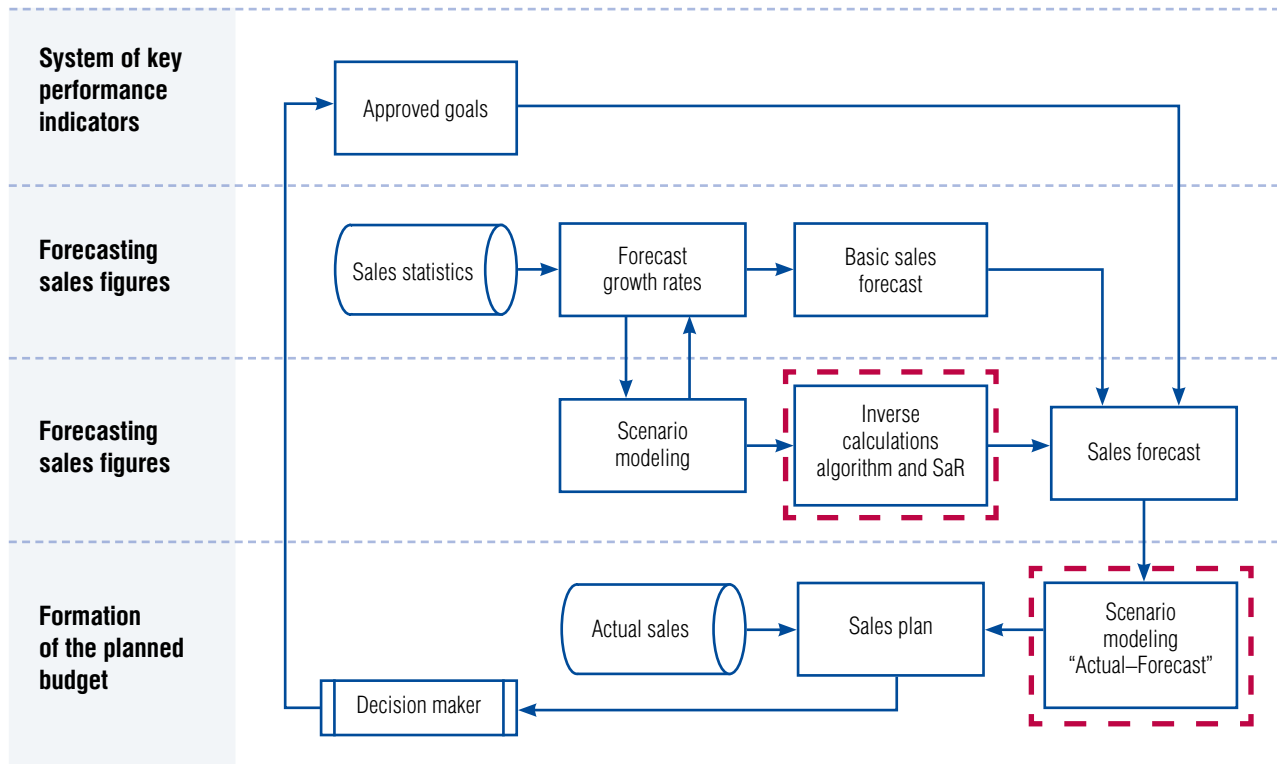 System of key
performance
indicators
Approved goals
Forecasting
sales figures
Sales statistics
Forecast
growth rates
Basic sales
forecast
Forecasting
sales figures
Scenario
modeling
Inverse
calculations
algorithm and SaR
Sales forecast
Formation
of the planned
budget
Actual sales
Sales plan
Scenario
modeling
“Actual–Forecast”
Decision maker